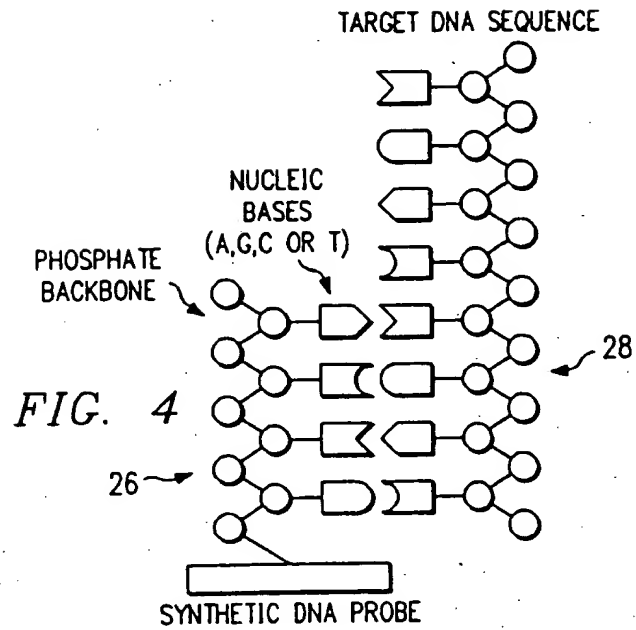 TARGET DNA SEQUENCE
NUCLEIC
BASES
(A,G,C OR T)
PHOSPHATE
BACKBONE
28
FIG. 4
26
SYNTHETIC DNA PROBE